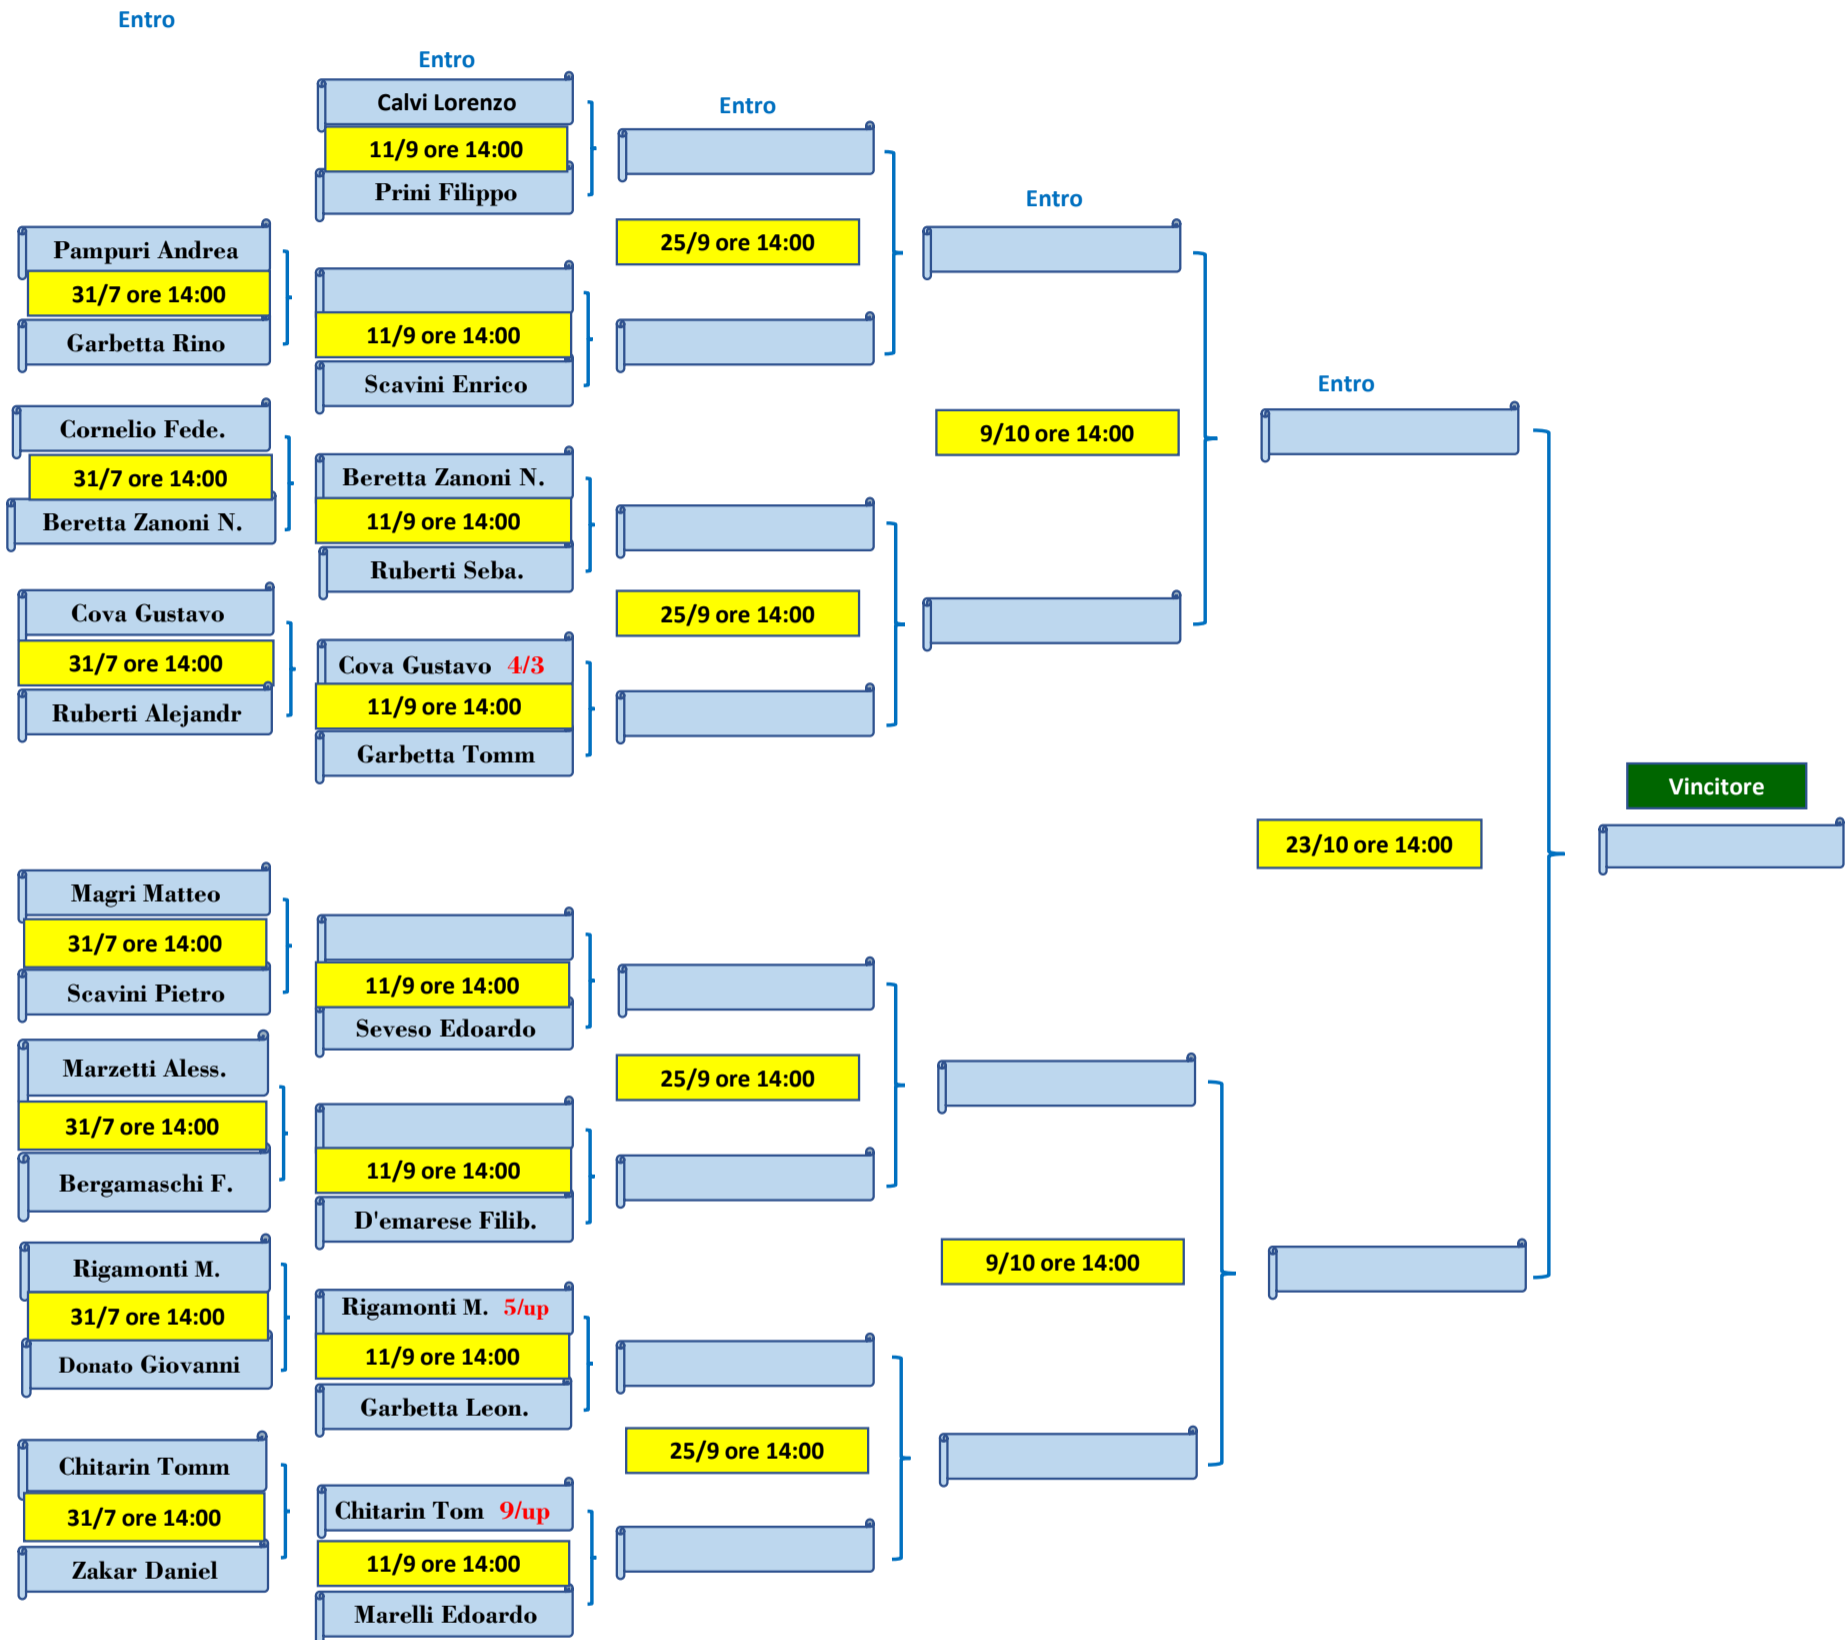 Entro
Pampuri Andrea
31/7 ore 14:00
Garbetta Rino
Cornelio Fede.
31/7 ore 14:00
Beretta Zanoni N.
Cova Gustavo
31/7 ore 14:00
Ruberti Alejandr
Magri Matteo
31/7 ore 14:00
Scavini Pietro
Marzetti Aless.
31/7 ore 14:00
Bergamaschi F.
Rigamonti M.
31/7 ore 14:00
Donato Giovanni
Chitarin Tomm
31/7 ore 14:00
Zakar Daniel
Entro
Calvi Lorenzo
11/9 ore 14:00
Prini Filippo
11/9 ore 14:00
Scavini Enrico
Beretta Zanoni N.
11/9 ore 14:00
Ruberti Seba.
Cova Gustavo 4/3
11/9 ore 14:00
Garbetta Tomm
11/9 ore 14:00
Seveso Edoardo
11/9 ore 14:00
D'emarese Filib.
Rigamonti M. 5/up
11/9 ore 14:00
Garbetta Leon.
Chitarin Tom 9/up
11/9 ore 14:00
Marelli Edoardo
Entro
25/9 ore 14:00
25/9 ore 14:00
25/9 ore 14:00
25/9 ore 14:00
Entro
9/10 ore 14:00
9/10 ore 14:00
Entro
23/10 ore 14:00
Vincitore